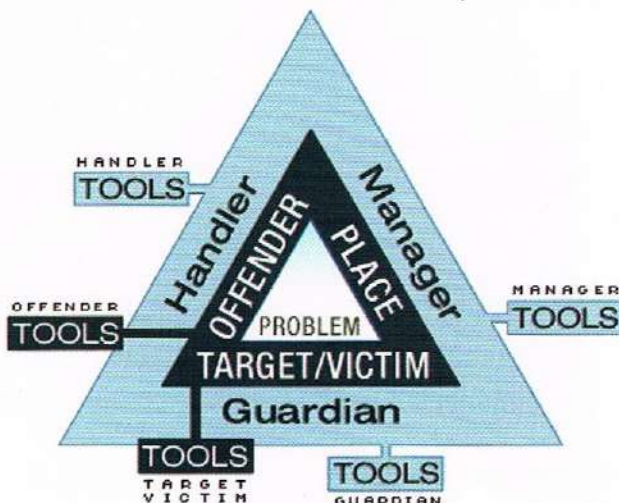 HANDLER
TOOLS
Handler
Manager
OFFENDER
PLACE
OFFENDER
TOOLS
MANAGER
TOOLS
PROBLEM
TARGET/VICTIM
Guardian
TOOLS
TARGET
VICTIM
TOOLS
GUARDIAN